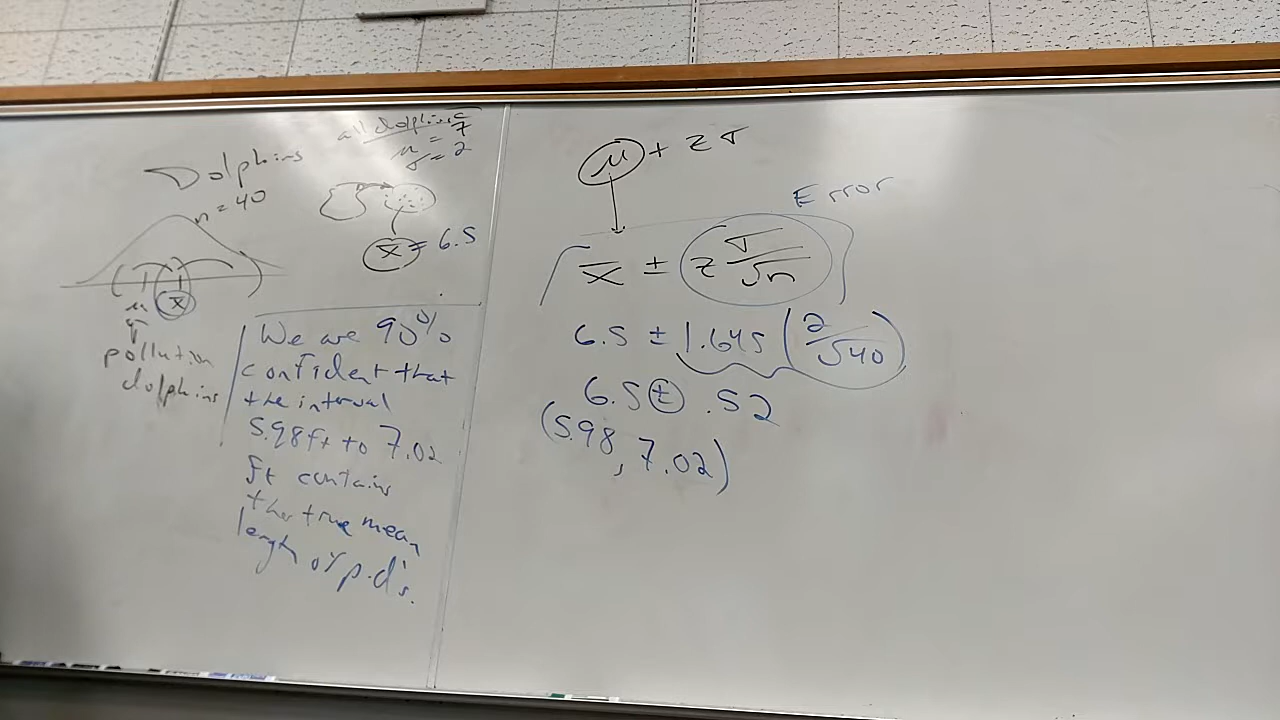 Dolphins
n = 40
μ
x̄
pollution
dolphins
all dolphins
μ = 7
σ = 2
x̄ = 6.5
We are 90%
confident that
the interval
5.98ft to 7.02
ft contains
the true mean
length of p.d's.
μ + zσ
Error
x̄ ± z σ/√n
6.5 ± 1.645 (2/√40)
6.5 ± .52
(5.98, 7.02)